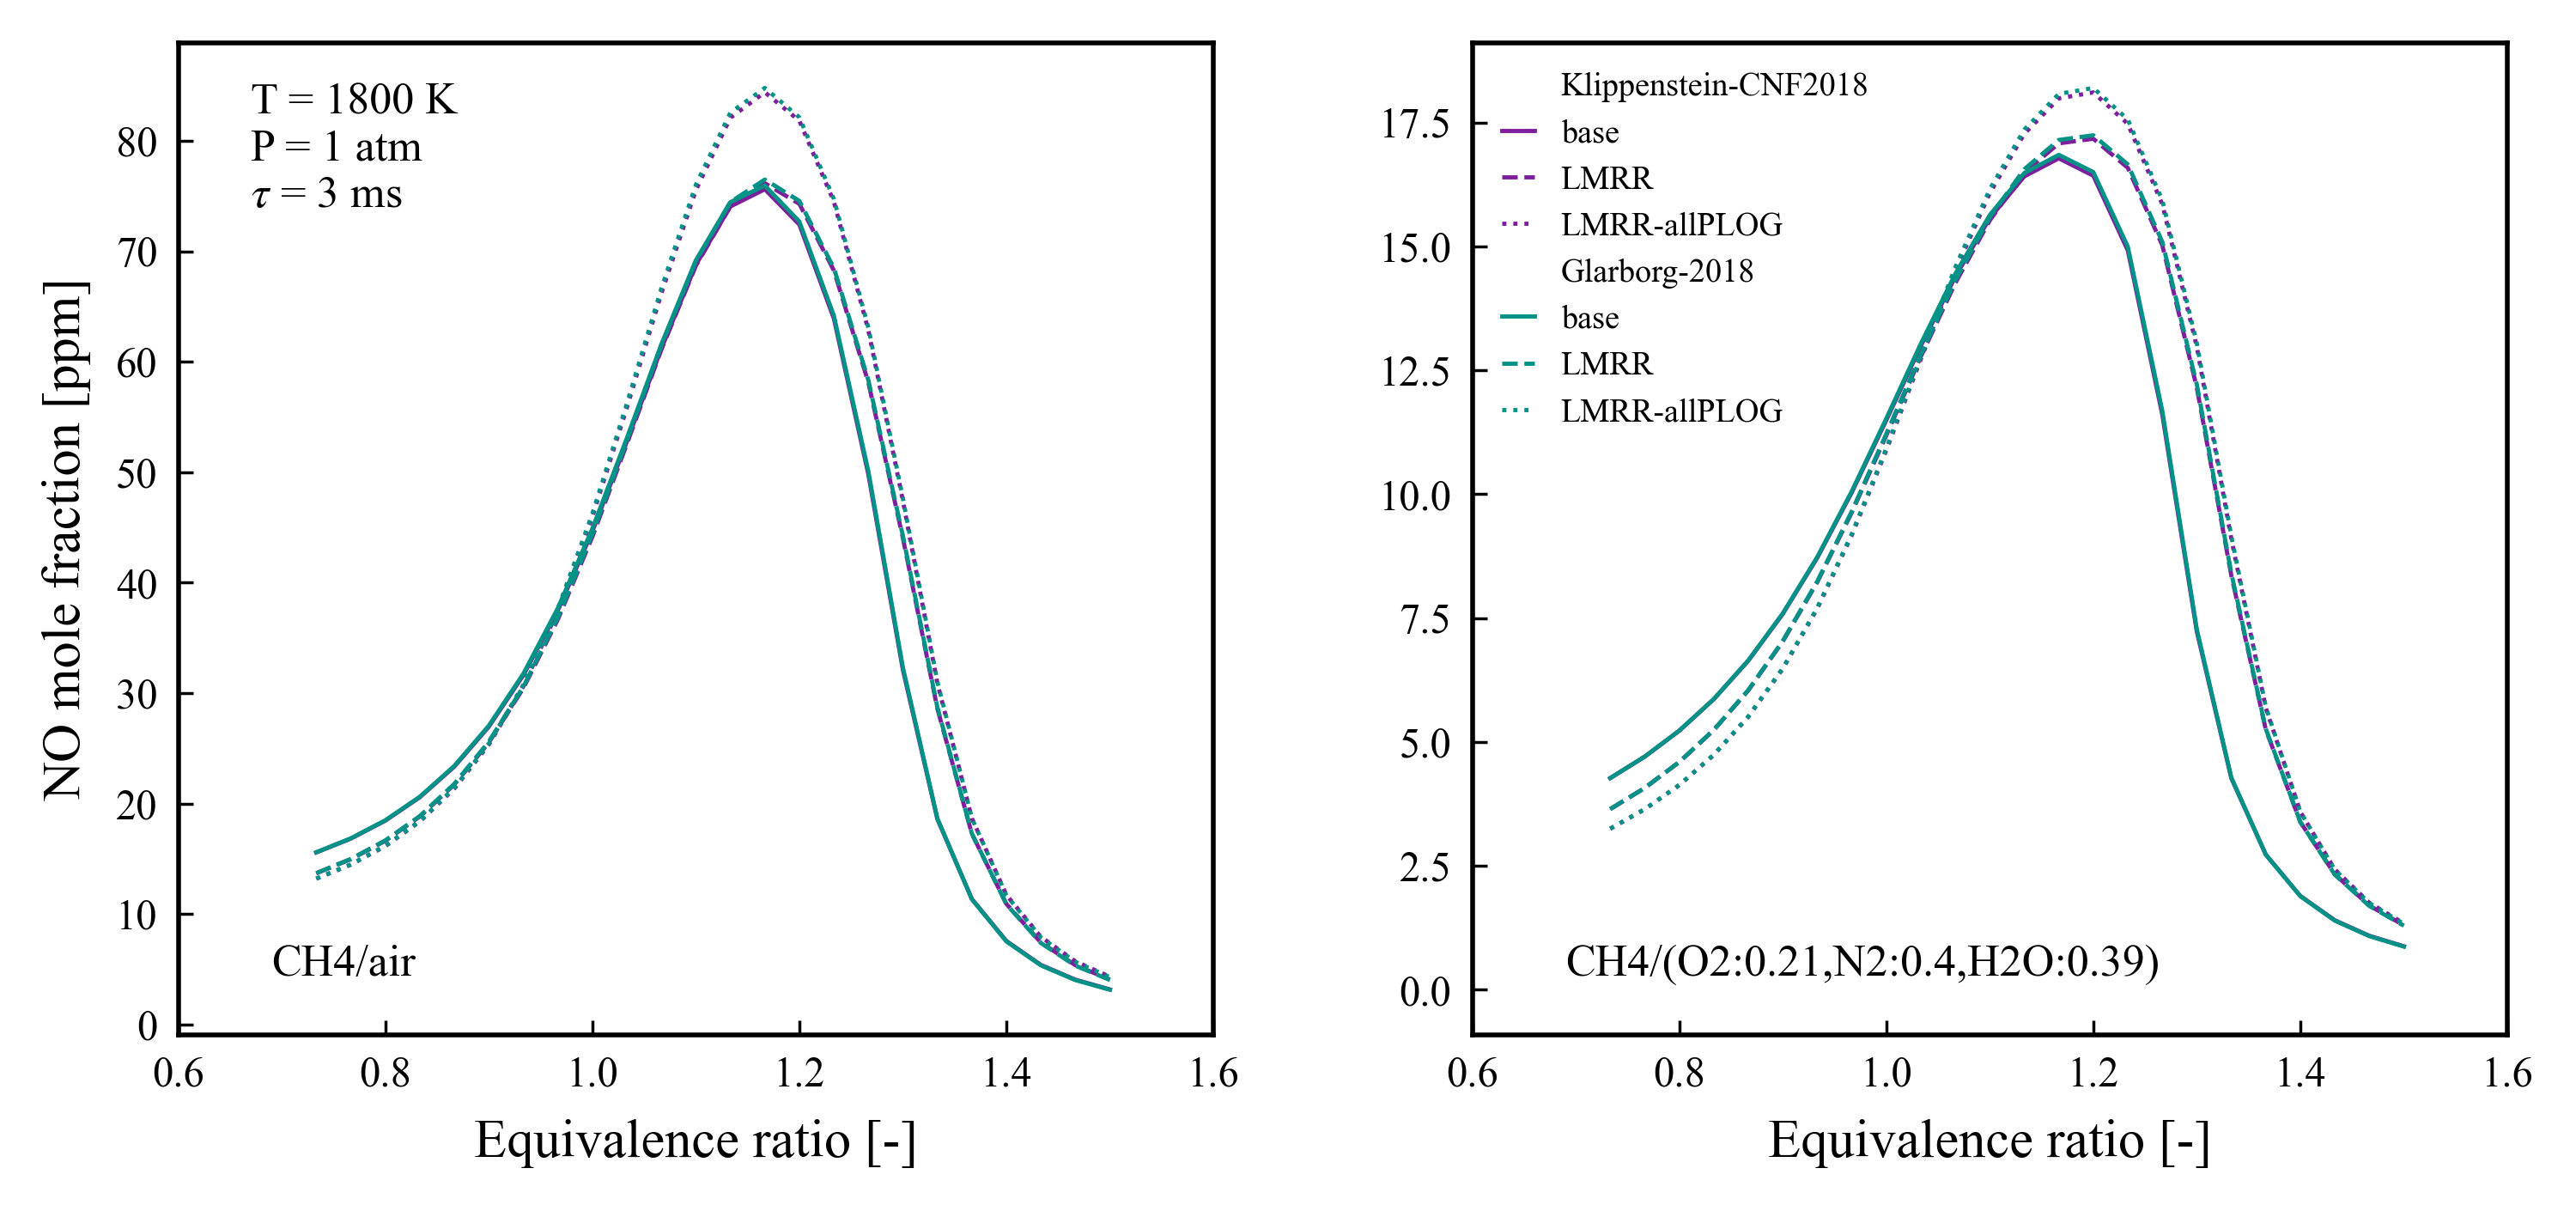 T = 1800 K
P = 1 atm
τ = 3 ms
CH4/air
NO mole fraction [ppm]
80
70
60
50
40
30
20
10
0
0.6 0.8 1.0 1.2 1.4 1.6
Equivalence ratio [-]
Klippenstein-CNF2018
base
LMRR
LMRR-allPLOG
Glarborg-2018
base
LMRR
LMRR-allPLOG
CH4/(O2:0.21,N2:0.4,H2O:0.39)
17.5
15.0
12.5
10.0
7.5
5.0
2.5
0.0
0.6 0.8 1.0 1.2 1.4 1.6
Equivalence ratio [-]